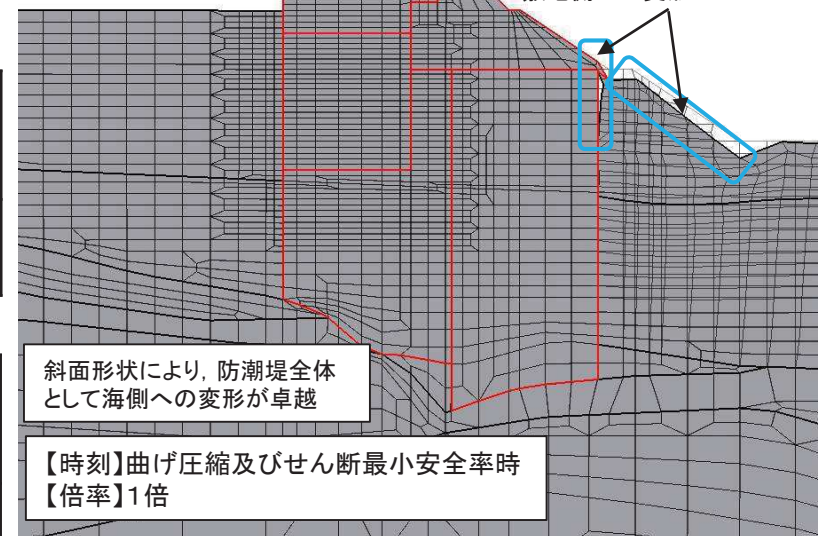 斜面形状により, 防潮堤全体
として海側への変形が卓越
【時刻】曲げ圧縮及びせん断最小安全率時
【倍率】1倍